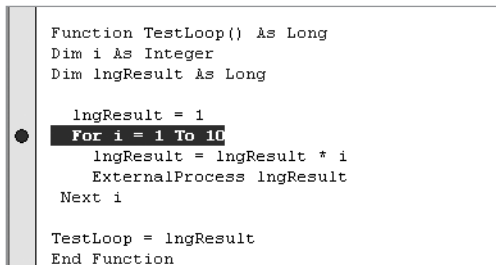 Function TestLoop() As Long
Dim i As Integer
Dim lngResult As Long
lngResult = 1
For i = 1 To 10
lngResult = lngResult * i
ExternalProcess lngResult
Next i
TestLoop = lngResult
End Function